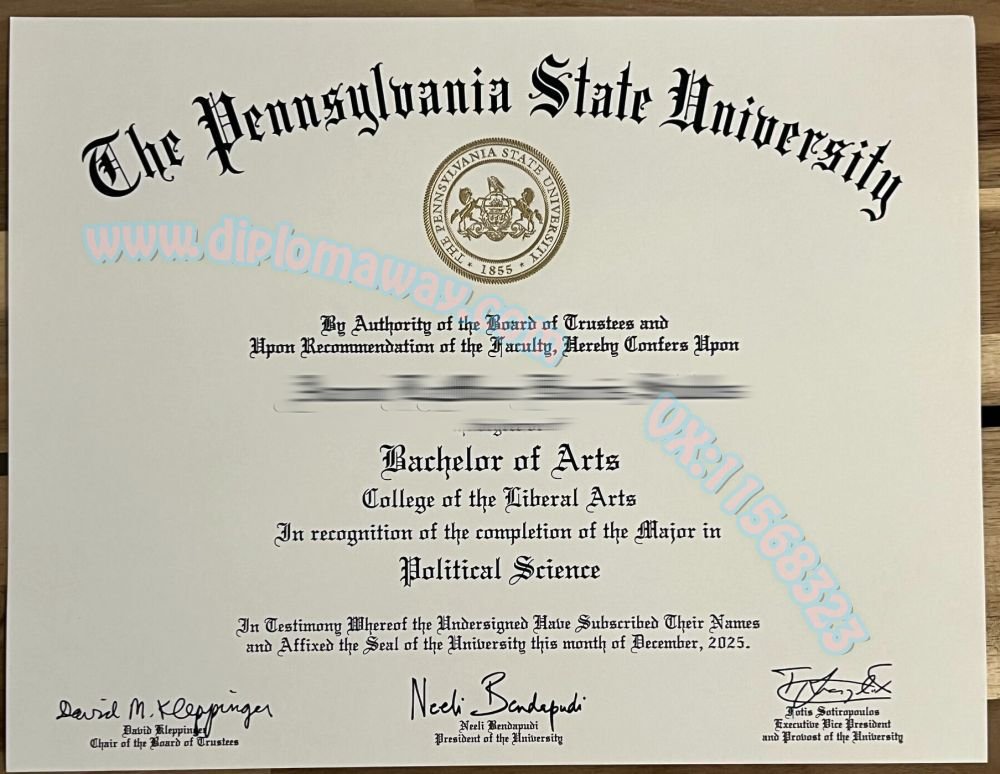 The Pennsylvania State University
THE PENNSYLVANIA STATE UNIVERSITY
★ 1855 ★
www.diplomaway.com
By Authority of the Board of Trustees and
Upon Recommendation of the Faculty, Hereby Confers Upon
Bachelor of Arts
College of the Liberal Arts
In recognition of the completion of the Major in
Political Science
VX:11568323
In Testimony Whereof the Undersigned Have Subscribed Their Names
and Affixed the Seal of the University this month of December, 2025.
David M. Kleppinger
David Kleppinger
Chair of the Board of Trustees
Neeli Bendapudi
Neeli Bendapudi
President of the University
Fotis Sotiropoulos
Executive Vice President
and Provost of the University